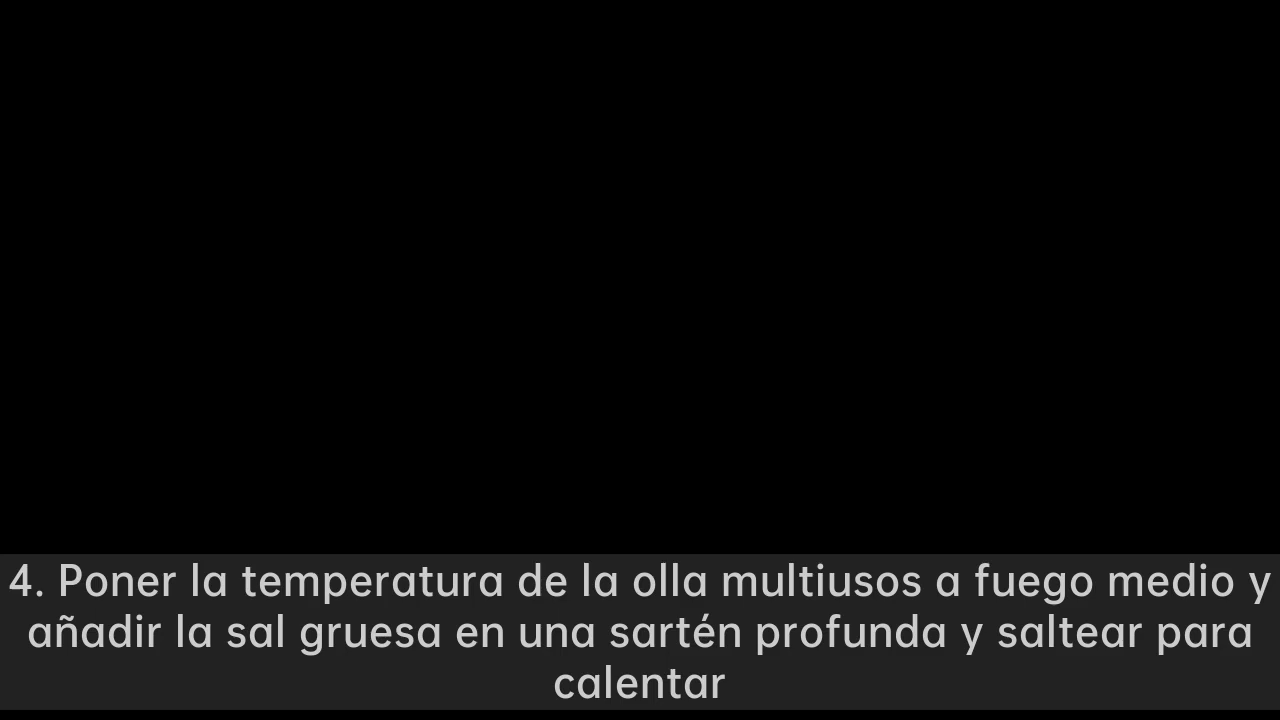 4. Poner la temperatura de la olla multiusos a fuego medio y
añadir la sal gruesa en una sartén profunda y saltear para
calentar